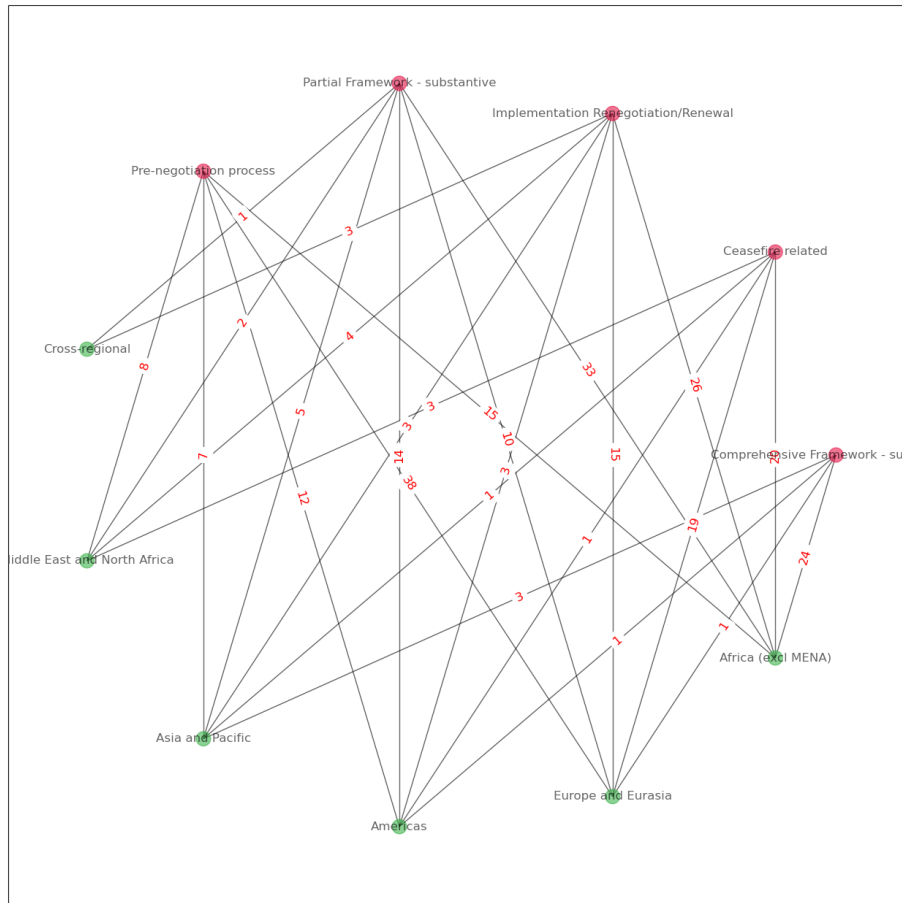 Partial Framework - substantive
Implementation Renegotiation/Renewal
Pre-negotiation process
1
3
Ceasefire related
2
4
Cross-regional
8
33
26
5
3
3
15
10
7
14
15
20
Comprehensive Framework - su
3
38
1
12
19
1
iddle East and North Africa
24
3
1
1
Africa (excl MENA)
Asia and Pacific
Europe and Eurasia
Americas